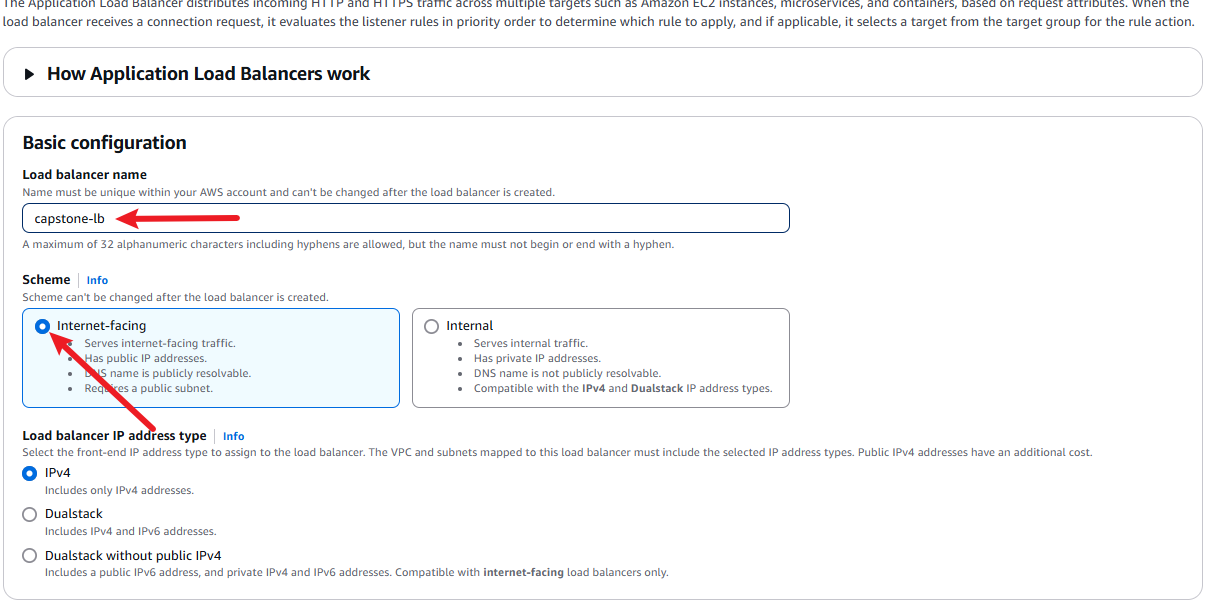 The Application Load Balancer distributes incoming HTTP and HTTPS traffic across multiple targets such as Amazon EC2 instances, microservices, and containers, based on request attributes. When the
load balancer receives a connection request, it evaluates the listener rules in priority order to determine which rule to apply, and if applicable, it selects a target from the target group for the rule action.
How Application Load Balancers work
Basic configuration
Load balancer name
Name must be unique within your AWS account and can't be changed after the load balancer is created.
capstone-lb
A maximum of 32 alphanumeric characters including hyphens are allowed, but the name must not begin or end with a hyphen.
Scheme Info
Scheme can't be changed after the load balancer is created.
Internet-facing
• Serves internet-facing traffic.
• Has public IP addresses.
• DNS name is publicly resolvable.
• Requires a public subnet.
Internal
• Serves internal traffic.
• Has private IP addresses.
• DNS name is not publicly resolvable.
• Compatible with the IPv4 and Dualstack IP address types.
Load balancer IP address type Info
Select the front-end IP address type to assign to the load balancer. The VPC and subnets mapped to this load balancer must include the selected IP address types. Public IPv4 addresses have an additional cost.
IPv4
Includes only IPv4 addresses.
Dualstack
Includes IPv4 and IPv6 addresses.
Dualstack without public IPv4
Includes a public IPv6 address, and private IPv4 and IPv6 addresses. Compatible with internet-facing load balancers only.